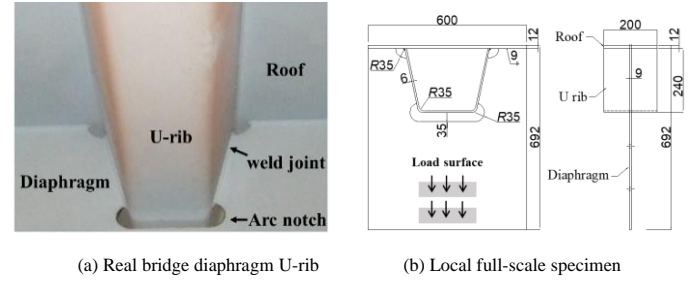 Roof
U-rib
weld joint
Diaphragm
Arc notch
600
12
R35
9
6
R35
R35
35
692
Load surface
200
Roof
12
9
U rib
240
692
Diaphragm
(a) Real bridge diaphragm U-rib
(b) Local full-scale specimen